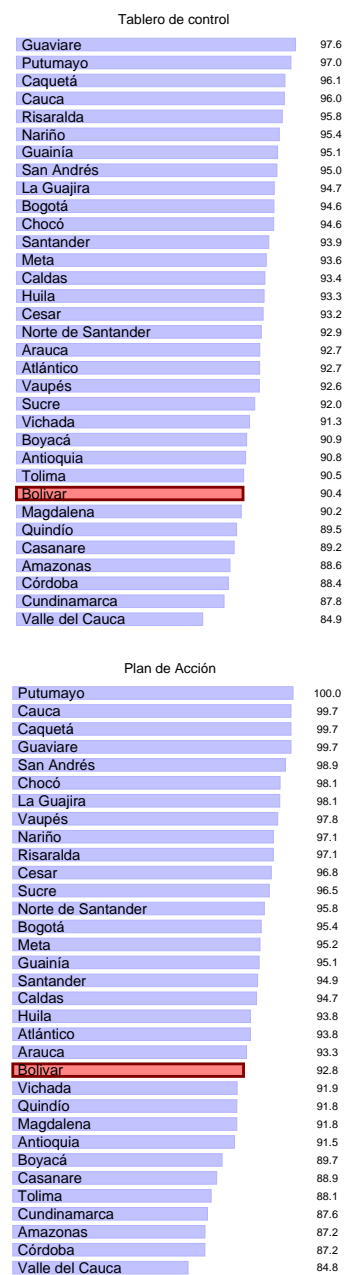 Tablero de control
Guaviare 97.6
Putumayo 97.0
Caquetá 96.1
Cauca 96.0
Risaralda 95.8
Nariño 95.4
Guainía 95.1
San Andrés 95.0
La Guajira 94.7
Bogotá 94.6
Chocó 94.6
Santander 93.9
Meta 93.6
Caldas 93.4
Huila 93.3
Cesar 93.2
Norte de Santander 92.9
Arauca 92.7
Atlántico 92.7
Vaupés 92.6
Sucre 92.0
Vichada 91.3
Boyacá 90.9
Antioquia 90.8
Tolima 90.5
Bolivar 90.4
Magdalena 90.2
Quindío 89.5
Casanare 89.2
Amazonas 88.6
Córdoba 88.4
Cundinamarca 87.8
Valle del Cauca 84.9
Plan de Acción
Putumayo 100.0
Cauca 99.7
Caquetá 99.7
Guaviare 99.7
San Andrés 98.9
Chocó 98.1
La Guajira 98.1
Vaupés 97.8
Nariño 97.1
Risaralda 97.1
Cesar 96.8
Sucre 96.5
Norte de Santander 95.8
Bogotá 95.4
Meta 95.2
Guainía 95.1
Santander 94.9
Caldas 94.7
Huila 93.8
Atlántico 93.8
Arauca 93.3
Bolivar 92.8
Vichada 91.9
Quindío 91.8
Magdalena 91.8
Antioquia 91.5
Boyacá 89.7
Casanare 88.9
Tolima 88.1
Cundinamarca 87.6
Amazonas 87.2
Córdoba 87.2
Valle del Cauca 84.8